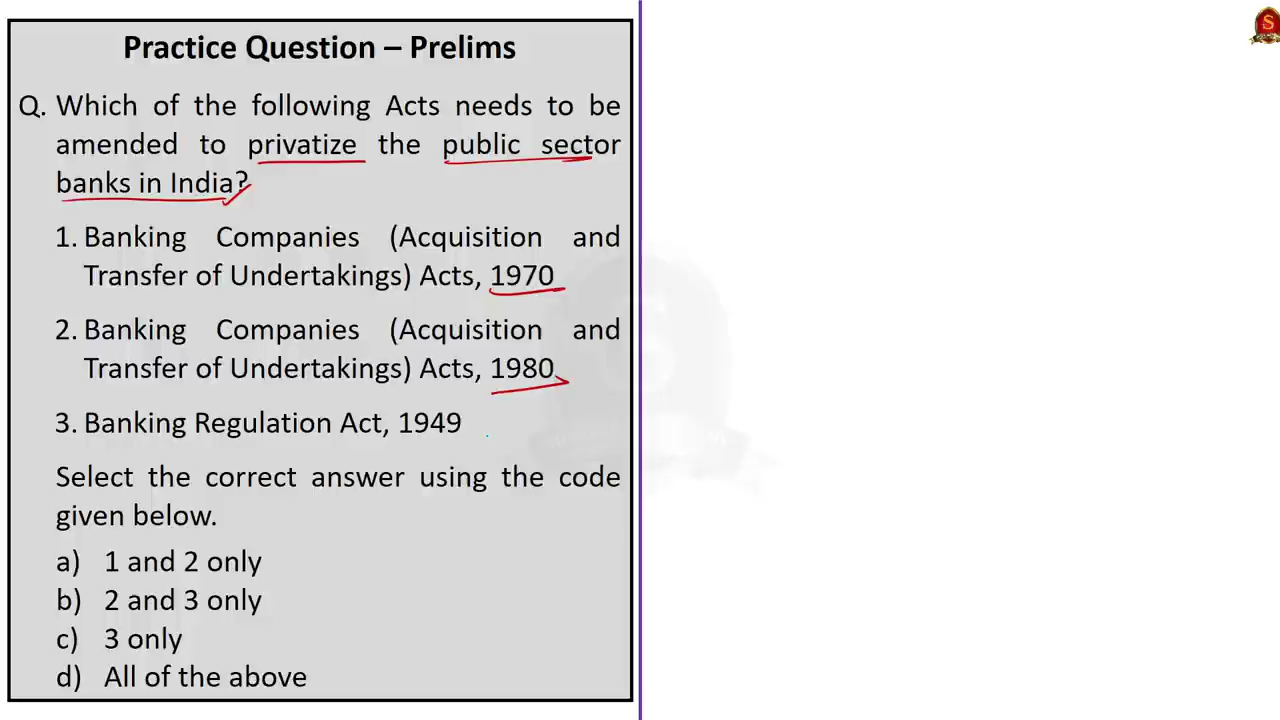 Practice Question – Prelims
Q. Which of the following Acts needs to be
amended to privatize the public sector
banks in India?
1. Banking Companies (Acquisition and
Transfer of Undertakings) Acts, 1970
2. Banking Companies (Acquisition and
Transfer of Undertakings) Acts, 1980
3. Banking Regulation Act, 1949
Select the correct answer using the code
given below.
a) 1 and 2 only
b) 2 and 3 only
c) 3 only
d) All of the above
S